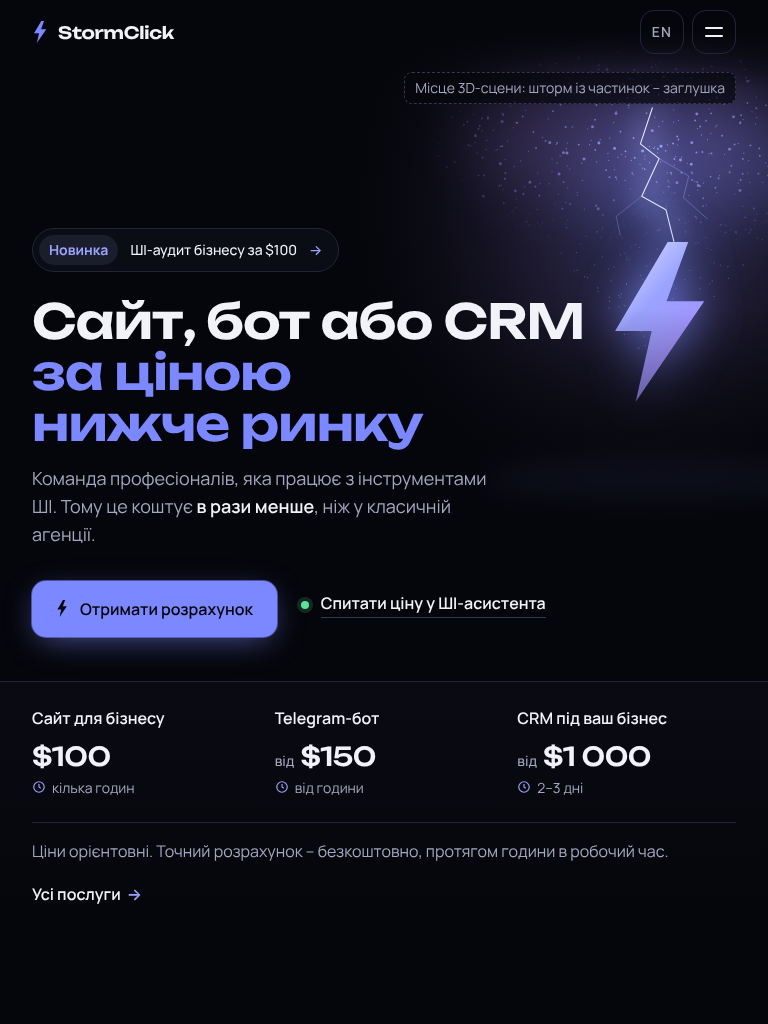 StormClick
EN
Місце 3D-сцени: шторм із частинок – заглушка
Новинка ШІ-аудит бізнесу за $100 →
Сайт, бот або CRM
за ціною
нижче ринку
Команда професіоналів, яка працює з інструментами
ШІ. Тому це коштує в рази менше, ніж у класичній
агенції.
Отримати розрахунок
Спитати ціну у ШІ-асистента
Сайт для бізнесу
$100
кілька годин
Telegram-бот
від $150
від години
CRM під ваш бізнес
від $1 000
2–3 дні
Ціни орієнтовні. Точний розрахунок – безкоштовно, протягом години в робочий час.
Усі послуги →